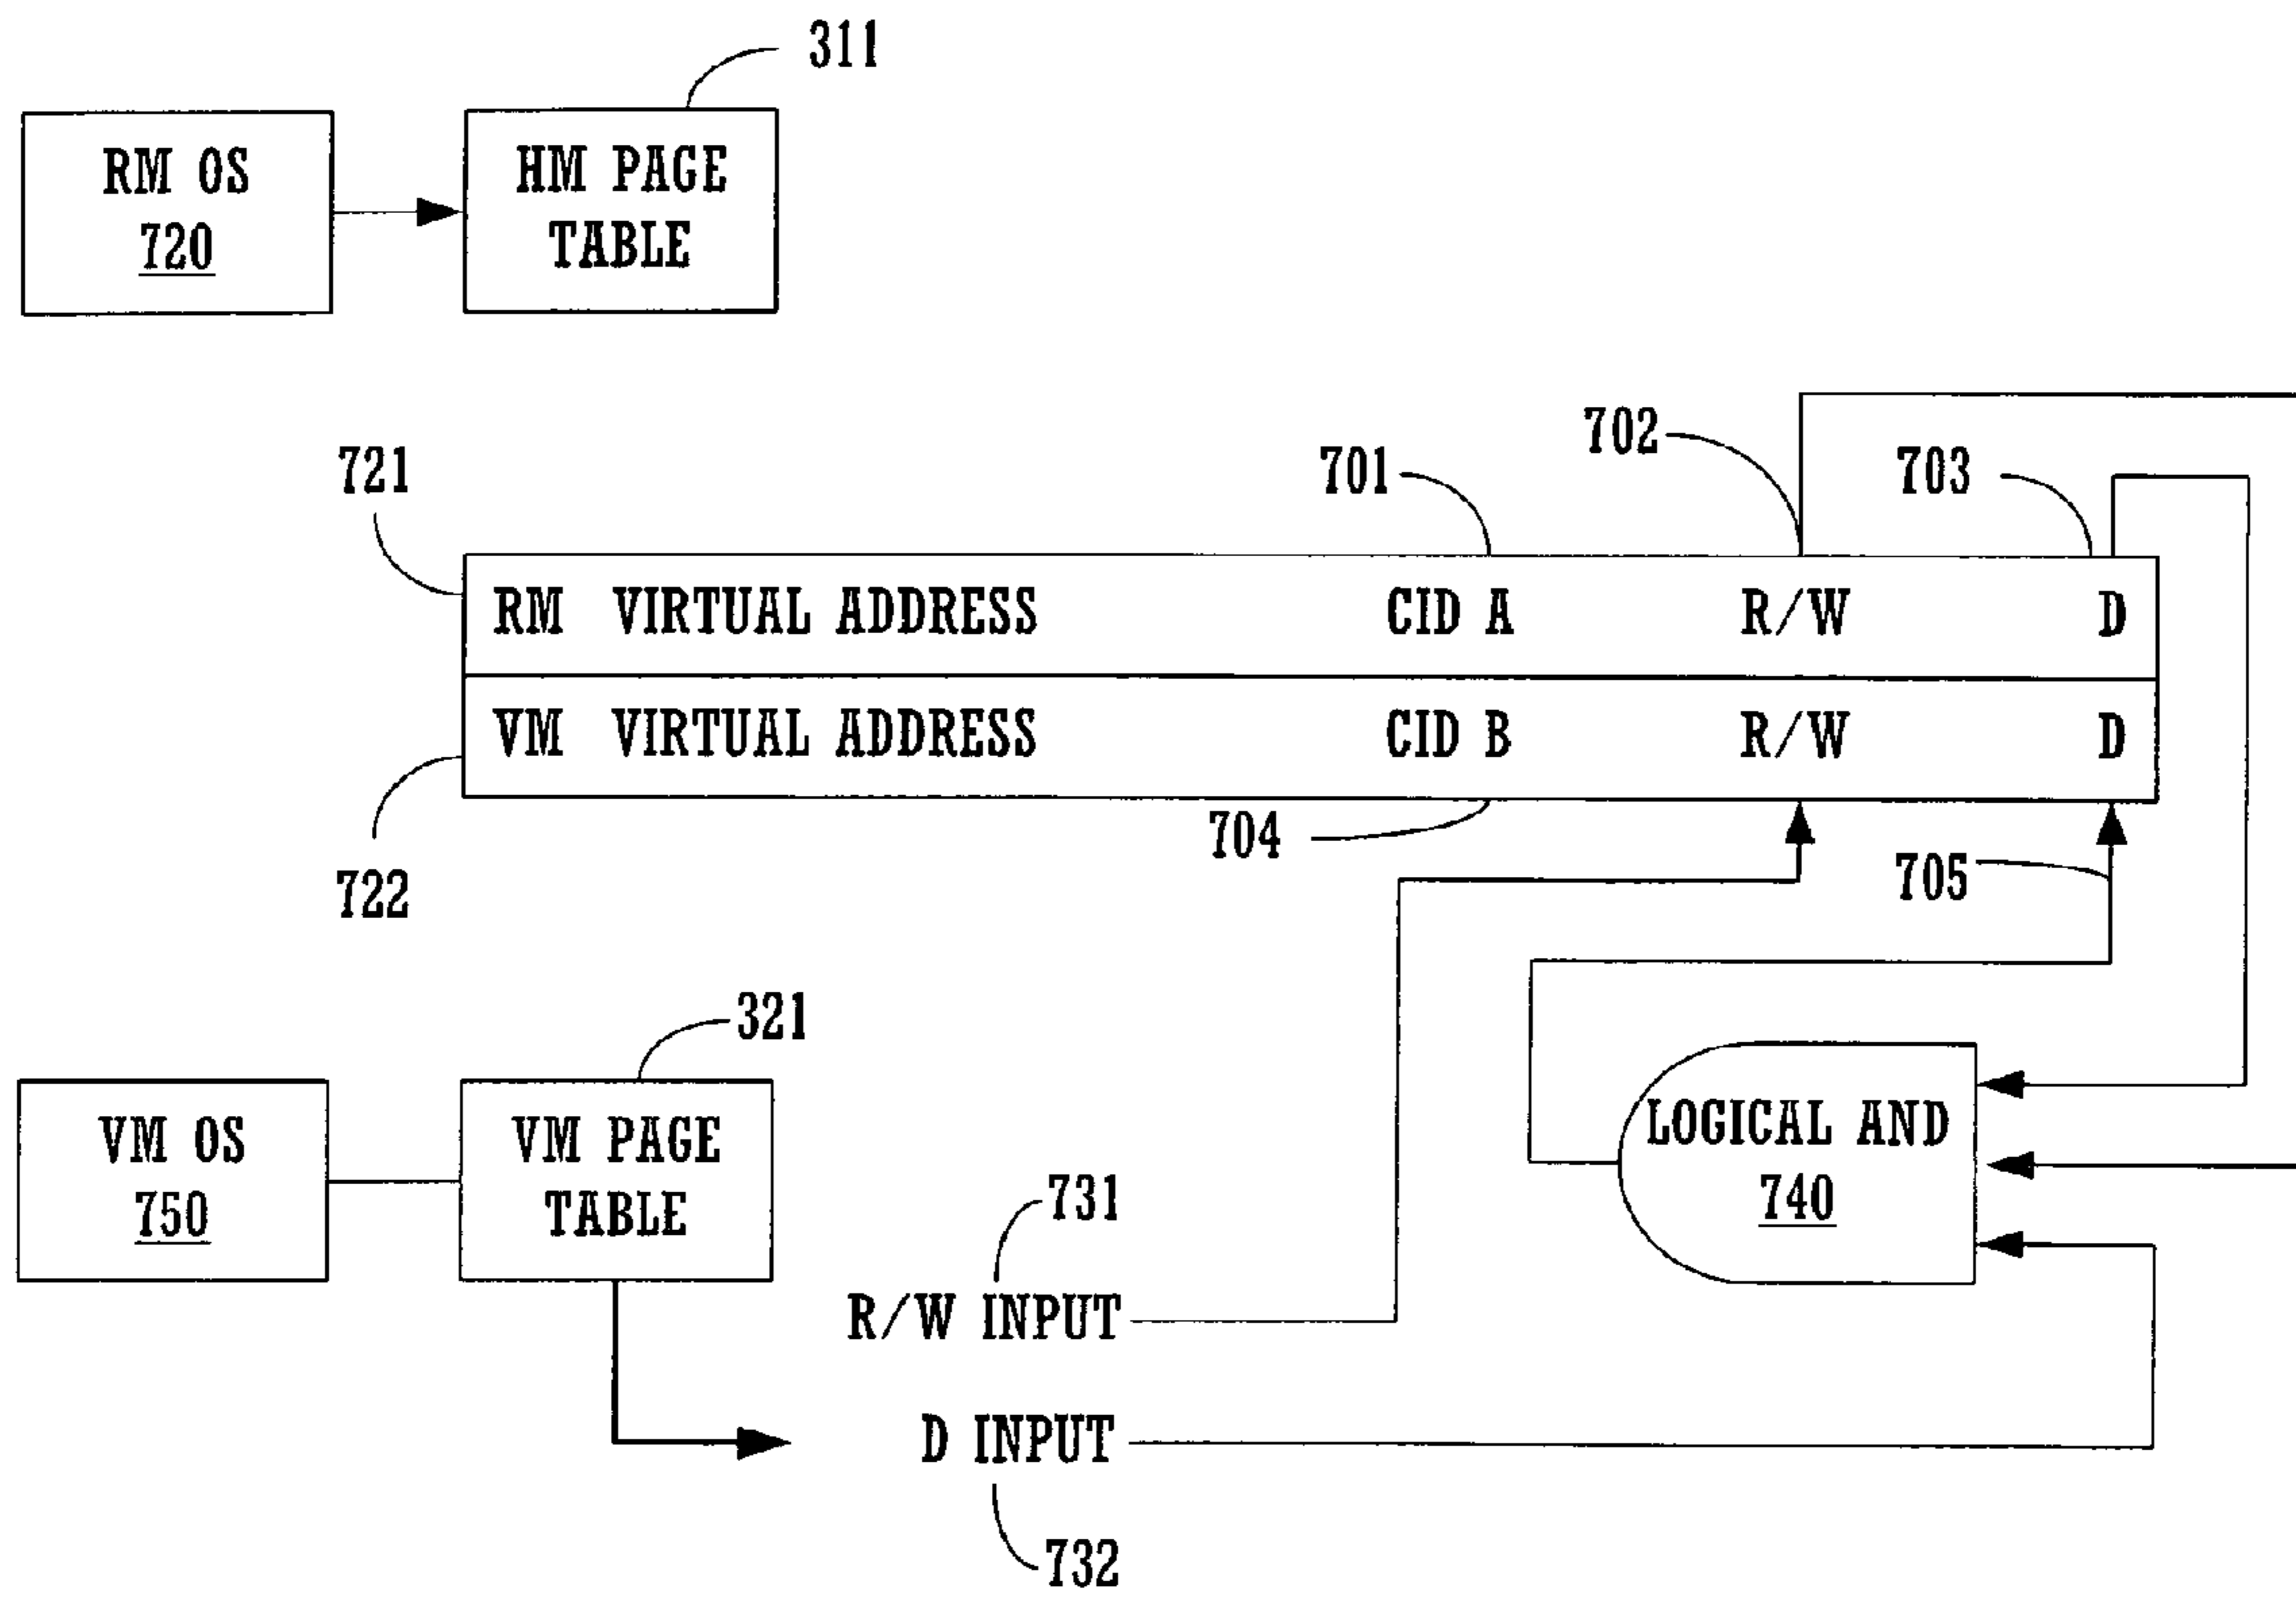 311
RM OS
720
HM PAGE
TABLE
702
721
701
703
RM VIRTUAL ADDRESS CID A R/W D
VM VIRTUAL ADDRESS CID B R/W D
704
722
705
321
VM OS
750
VM PAGE
TABLE
LOGICAL AND
740
731
R/W INPUT
D INPUT
732